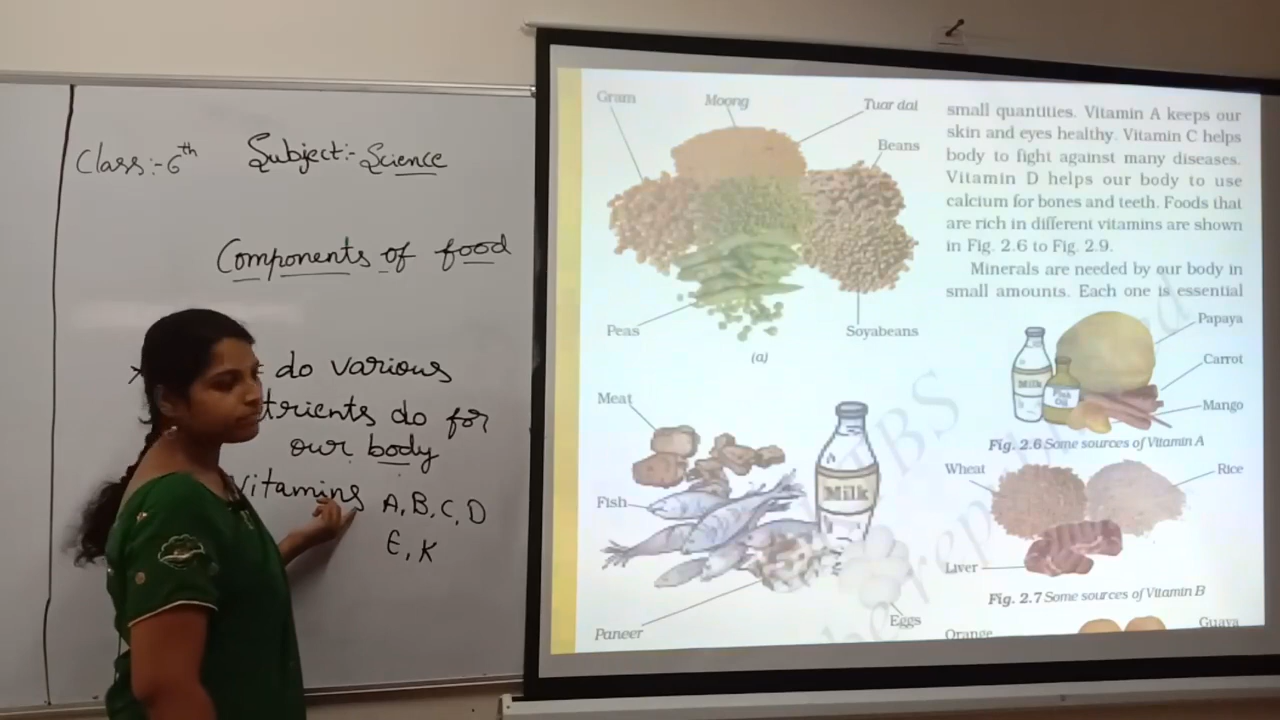 Class:-6th Subject:- Science
Components of food
do various
trients do for
our body
Vitamins A, B, C, D
E, K
Gram
Moong
Tuar dal
Beans
Peas
Soyabeans
(a)
Meat
Fish
Milk
Paneer
Eggs
small quantities. Vitamin A keeps our
skin and eyes healthy. Vitamin C helps
body to fight against many diseases.
Vitamin D helps our body to use
calcium for bones and teeth. Foods that
are rich in different vitamins are shown
in Fig. 2.6 to Fig. 2.9.
Minerals are needed by our body in
small amounts. Each one is essential
Papaya
Carrot
Mango
Milk
Fish
Oil
Fig. 2.6 Some sources of Vitamin A
Wheat
Rice
Liver
Fig. 2.7 Some sources of Vitamin B
Orange
Guava